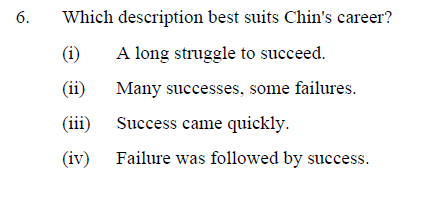 6. Which description best suits Chin's career?
(i) A long struggle to succeed.
(ii) Many successes, some failures.
(iii) Success came quickly.
(iv) Failure was followed by success.